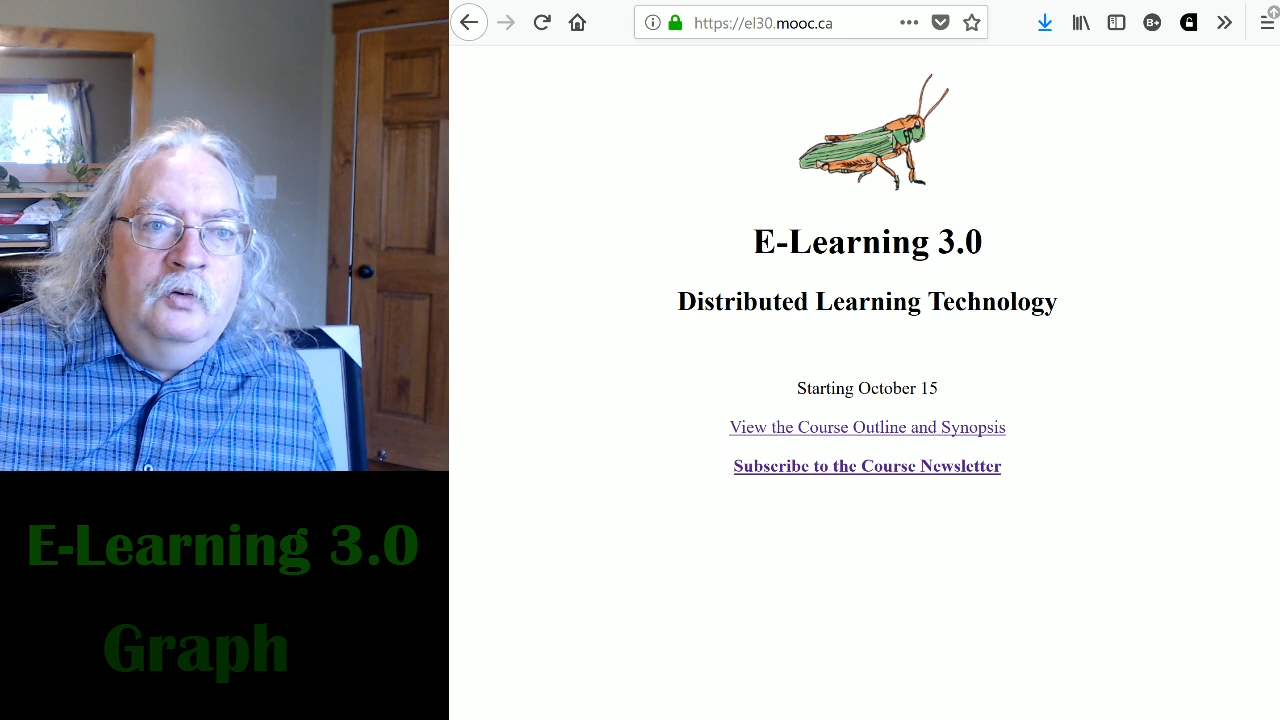 https://el30.mooc.ca
B+
E-Learning 3.0
Distributed Learning Technology
Starting October 15
View the Course Outline and Synopsis
Subscribe to the Course Newsletter
E-Learning 3.0
Graph